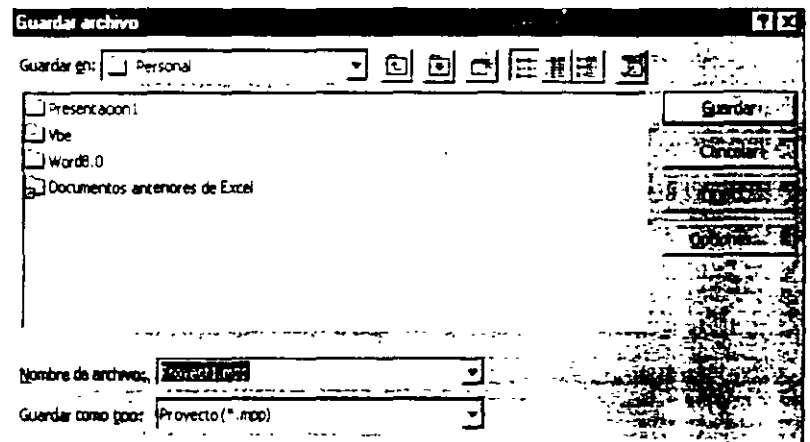 Guardar archivo
Guardar en: Personal
Presentacion1
Vbe
Word8.0
Documentos anteriores de Excel
Guardar
Cancelar
Opciones...
Nombre de archivo:
Guardar como tipo: Proyecto (*.mpp)